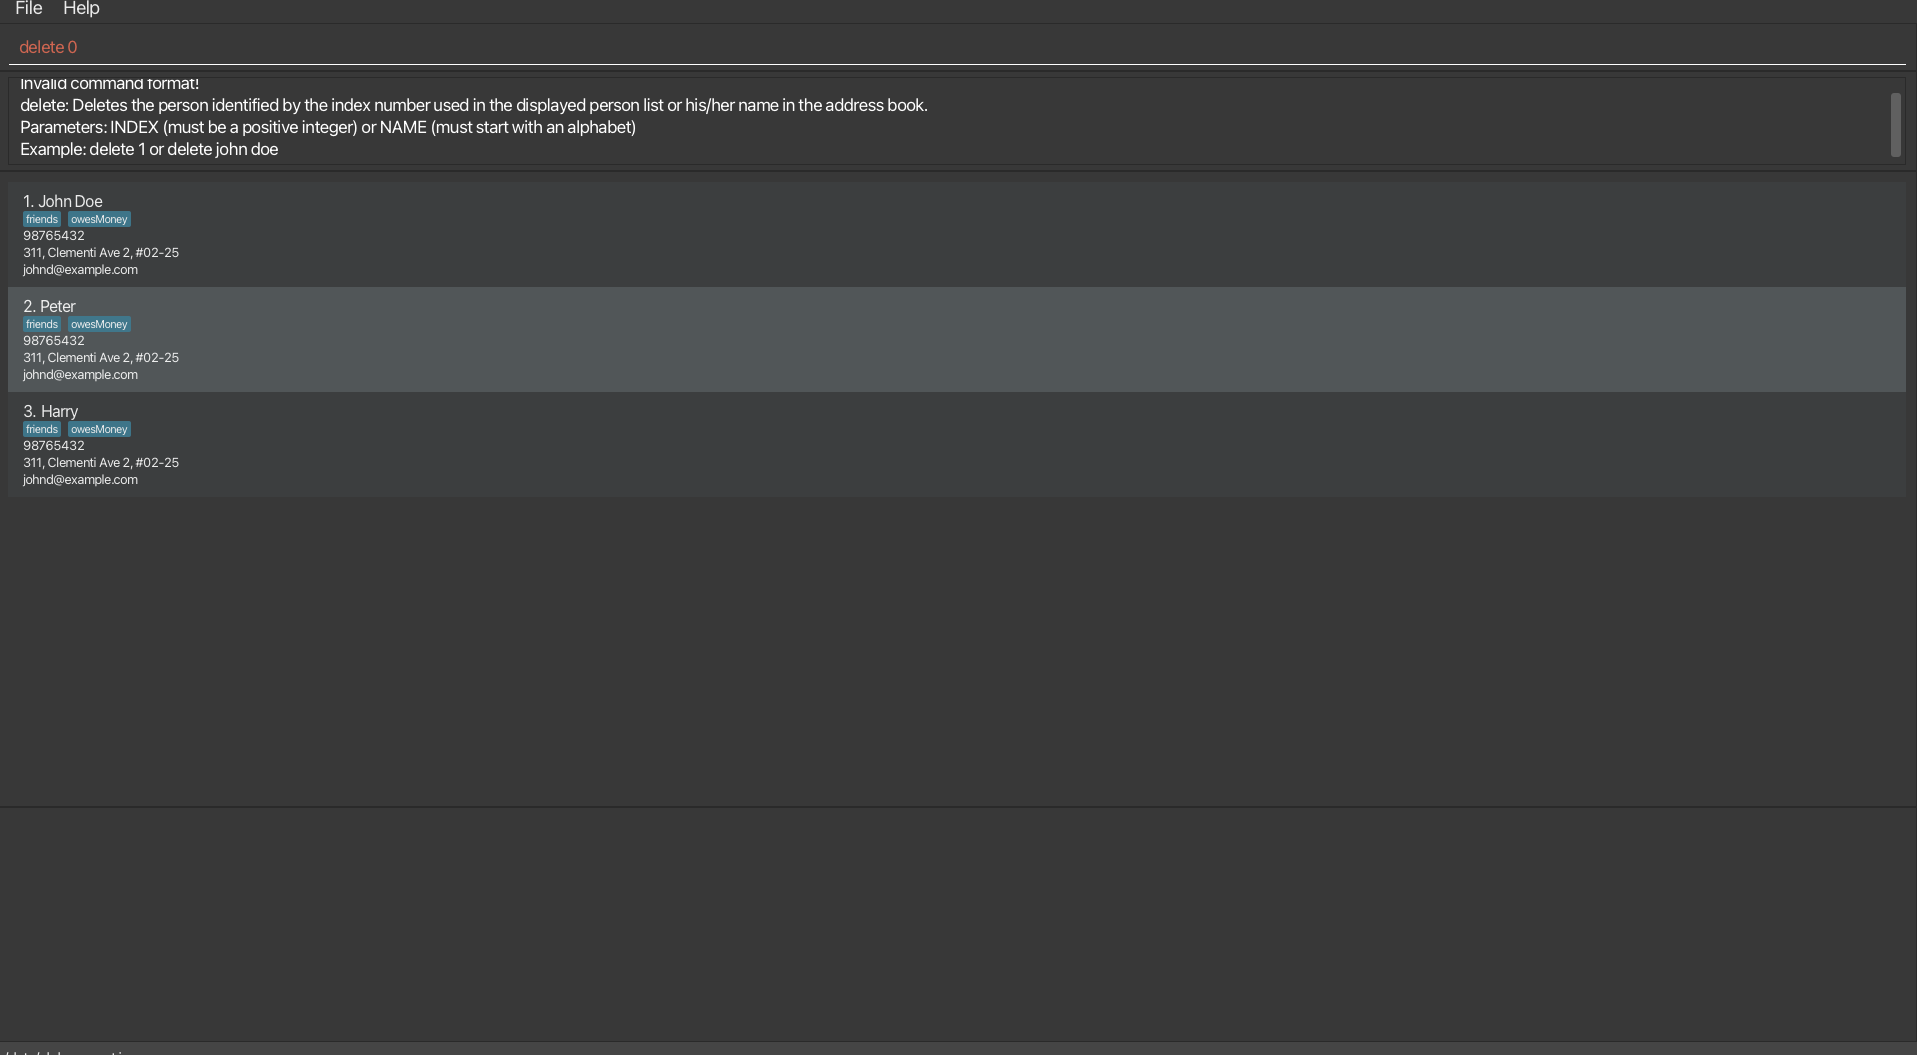 File Help
delete 0
Invalid command format!
delete: Deletes the person identified by the index number used in the displayed person list or his/her name in the address book.
Parameters: INDEX (must be a positive integer) or NAME (must start with an alphabet)
Example: delete 1 or delete john doe
1. John Doe
friends owesMoney
98765432
311, Clementi Ave 2, #02-25
johnd@example.com
2. Peter
friends owesMoney
98765432
311, Clementi Ave 2, #02-25
johnd@example.com
3. Harry
friends owesMoney
98765432
311, Clementi Ave 2, #02-25
johnd@example.com